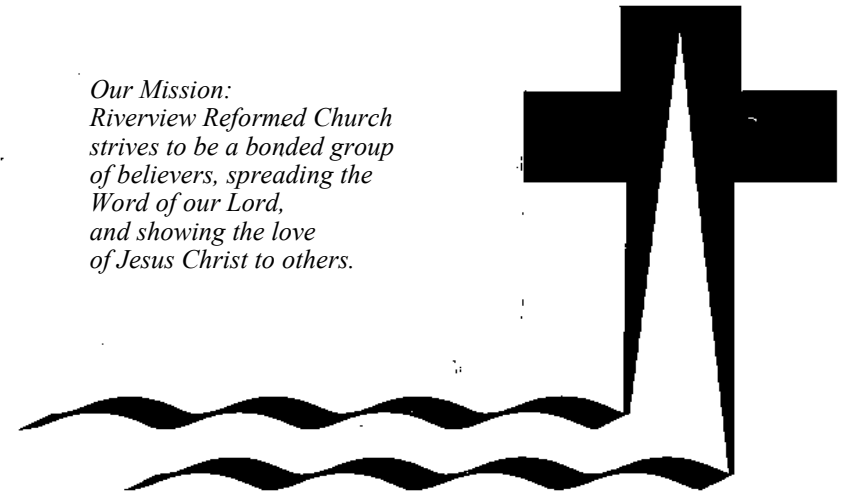 Our Mission:
Riverview Reformed Church
strives to be a bonded group
of believers, spreading the
Word of our Lord,
and showing the love
of Jesus Christ to others.